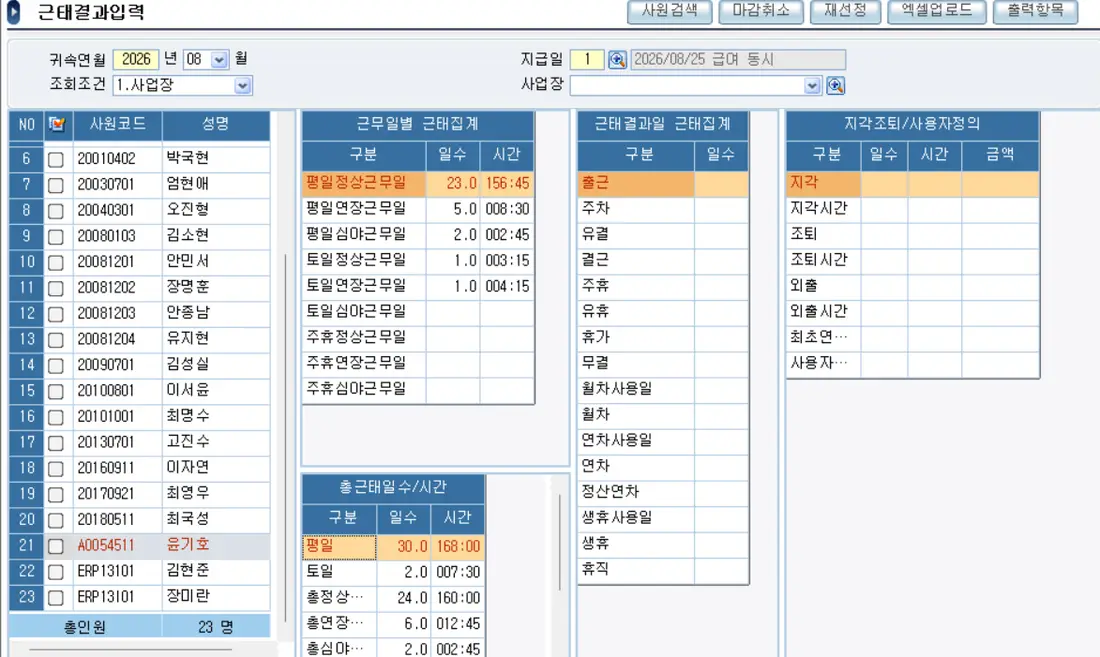 근태결과입력
사원검색 마감취소 재선정 엑셀업로드 출력항목
귀속연월 2026 년 08 월 지급일 1 2026/08/25 급여 동시
조회조건 1.사업장 사업장
NO 사원코드 성명
6 20010402 박국현
7 20030701 엄현애
8 20040301 오진형
9 20080103 김소현
10 20081201 안민서
11 20081202 장명훈
12 20081203 안종남
13 20081204 유지현
14 20090701 김성실
15 20100801 이서윤
16 20101001 최명수
17 20130701 고진수
18 20160911 이자연
19 20170921 최영우
20 20180511 최국성
21 A0054511 윤기호
22 ERP13101 김현준
23 ERP13I01 장미란
총인원 23 명
근무일별 근태집계
구분 일수 시간
평일정상근무일 23.0 156:45
평일연장근무일 5.0 008:30
평일심야근무일 2.0 002:45
토일정상근무일 1.0 003:15
토일연장근무일 1.0 004:15
토일심야근무일
주휴정상근무일
주휴연장근무일
주휴심야근무일
총근태일수/시간
구분 일수 시간
평일 30.0 168:00
토일 2.0 007:30
총정상… 24.0 160:00
총연장… 6.0 012:45
총심야… 2.0 002:45
근태결과일 근태집계
구분 일수
출근
주차
유결
결근
주휴
유휴
휴가
무결
월차사용일
월차
연차사용일
연차
정산연차
생휴사용일
생휴
휴직
지각조퇴/사용자정의
구분 일수 시간 금액
지각
지각시간
조퇴
조퇴시간
외출
외출시간
최초연…
사용자…